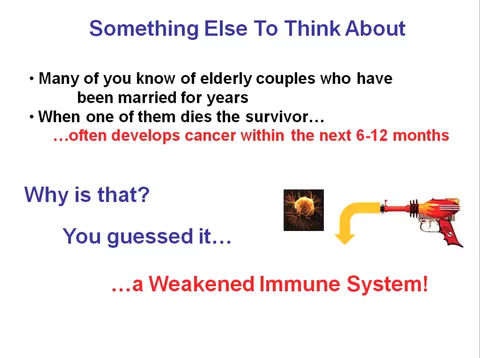 Something Else To Think About
• Many of you know of elderly couples who have
been married for years
• When one of them dies the survivor…
…often develops cancer within the next 6-12 months
Why is that?
You guessed it…
…a Weakened Immune System!